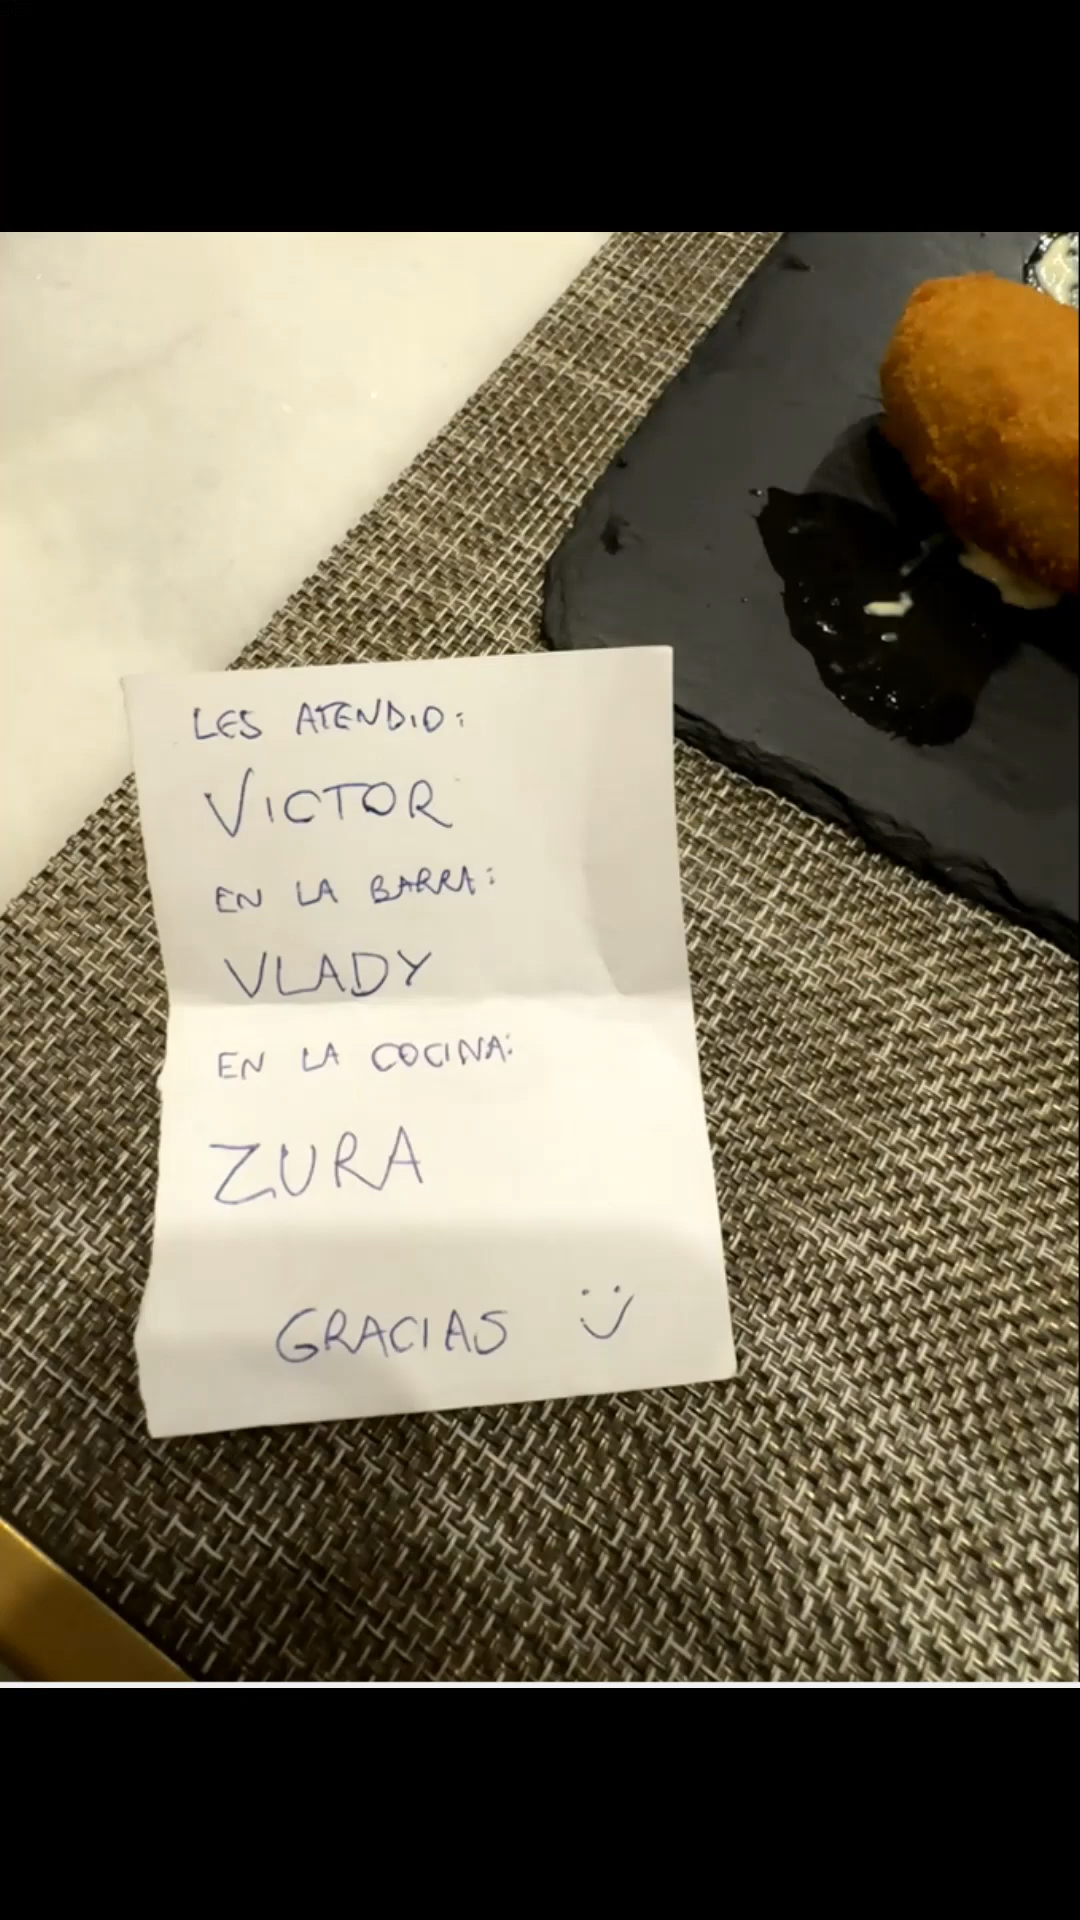 LES ATENDIO:
VICTOR
EN LA BARRA:
VLADY
EN LA COCINA:
ZURA
GRACIAS